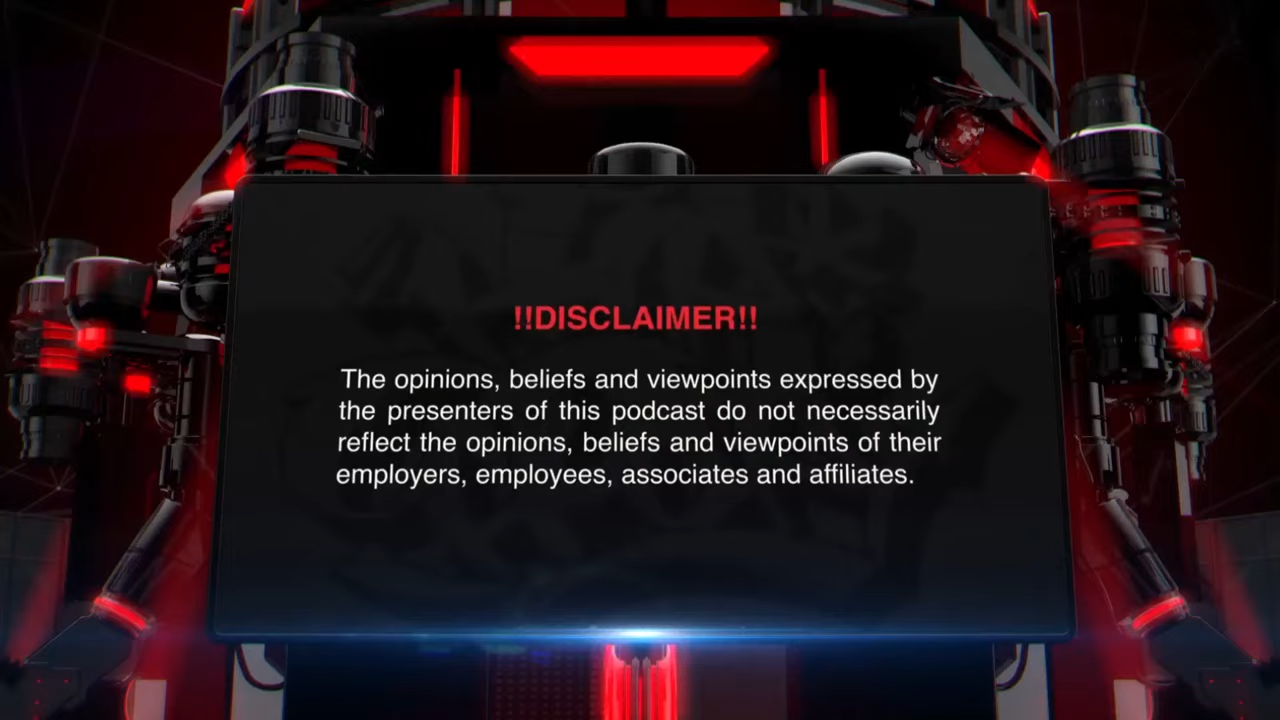 !!DISCLAIMER!!
The opinions, beliefs and viewpoints expressed by
the presenters of this podcast do not necessarily
reflect the opinions, beliefs and viewpoints of their
employers, employees, associates and affiliates.